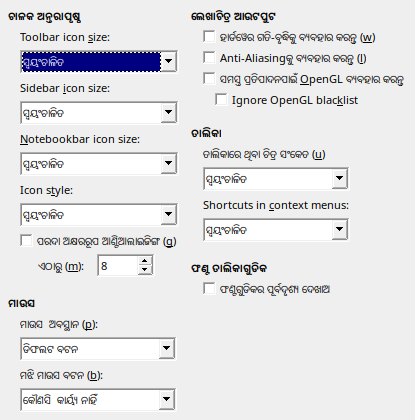 ଚାଳକ ଅନ୍ତରାପୃଷ୍ଠ
Toolbar icon size:
ସ୍ୱୟଂଚାଳିତ
Sidebar icon size:
ସ୍ୱୟଂଚାଳିତ
Notebookbar icon size:
ସ୍ୱୟଂଚାଳିତ
Icon style:
ସ୍ୱୟଂଚାଳିତ
ପରଦା ଅକ୍ଷରରୂପ ଆଣ୍ଟିଆଲାଇଜିଙ୍ଗ (g)
ଏଠାରୁ (m): 8
ମାଉସ
ମାଉସ ଅବସ୍ଥାନ (p):
ଡିଫଲଟ ବଟନ
ମଝି ମାଉସ ବଟନ (b):
କୌଣସି କାର୍ଯ୍ୟ ନାହିଁ
ଲେଖାଚିତ୍ର ଆଉଟପୁଟ
ହାର୍ଡୱେର ଗତି-ବୃଦ୍ଧିକୁ ବ୍ୟବହାର କରନ୍ତୁ (w)
Anti-Aliasingକୁ ବ୍ୟବହାର କରନ୍ତୁ (l)
ସମସ୍ତ ପ୍ରତିପାଦନପାଇଁ OpenGL ବ୍ୟବହାର କରନ୍ତୁ
Ignore OpenGL blacklist
ତାଲିକା
ତାଲିକାରେ ଥିବା ଚିତ୍ର ସଂକେତ (u)
ସ୍ୱୟଂଚାଳିତ
Shortcuts in context menus:
ସ୍ୱୟଂଚାଳିତ
ଫଣ୍ଟ ତାଲିକାଗୁଡିକ
ଫଣ୍ଟଗୁଡିକର ପୂର୍ବଦୃଶ୍ୟ ଦେଖାଅ